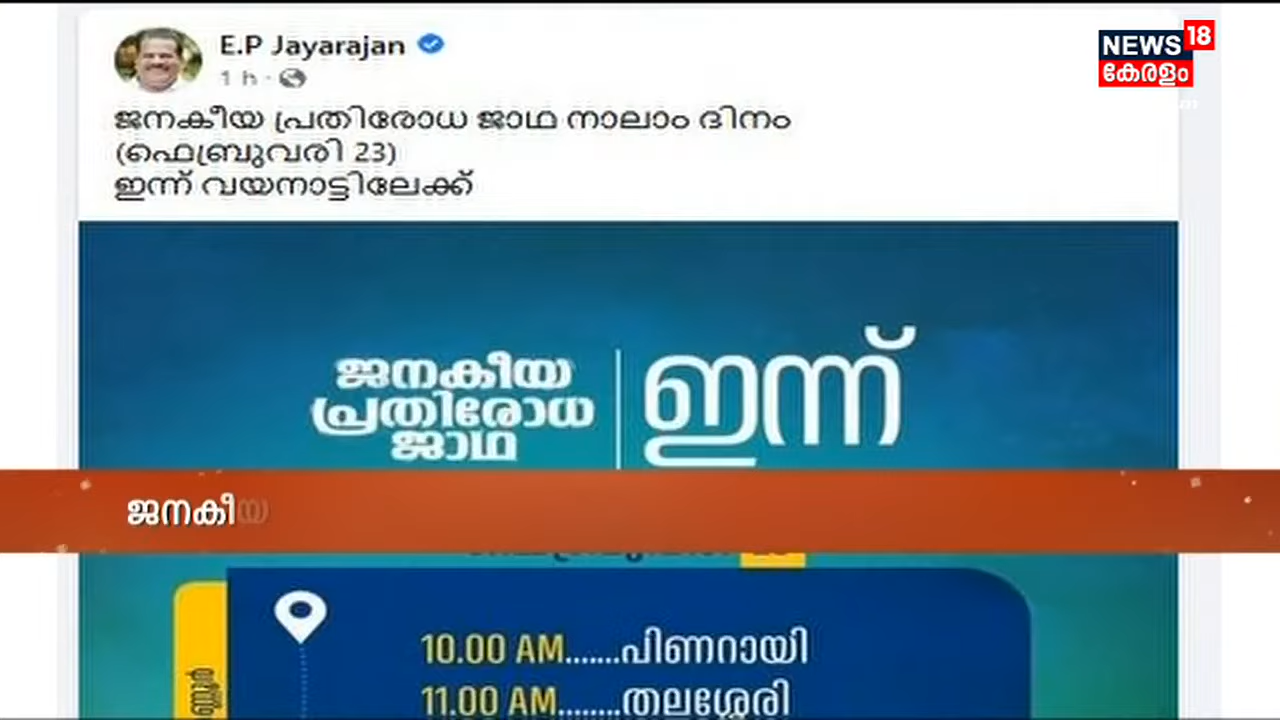 E.P Jayarajan
1 h
NEWS 18
കേരളം
ജനകീയ പ്രതിരോധ ജാഥ നാലാം ദിനം
(ഫെബ്രുവരി 23)
ഇന്ന് വയനാട്ടിലേക്ക്
ജനകീയ
പ്രതിരോധ
ജാഥ
ഇന്ന്
ജനകീയ
10.00 AM.......പിണറായി
11.00 AM........തലശ്ശേരി